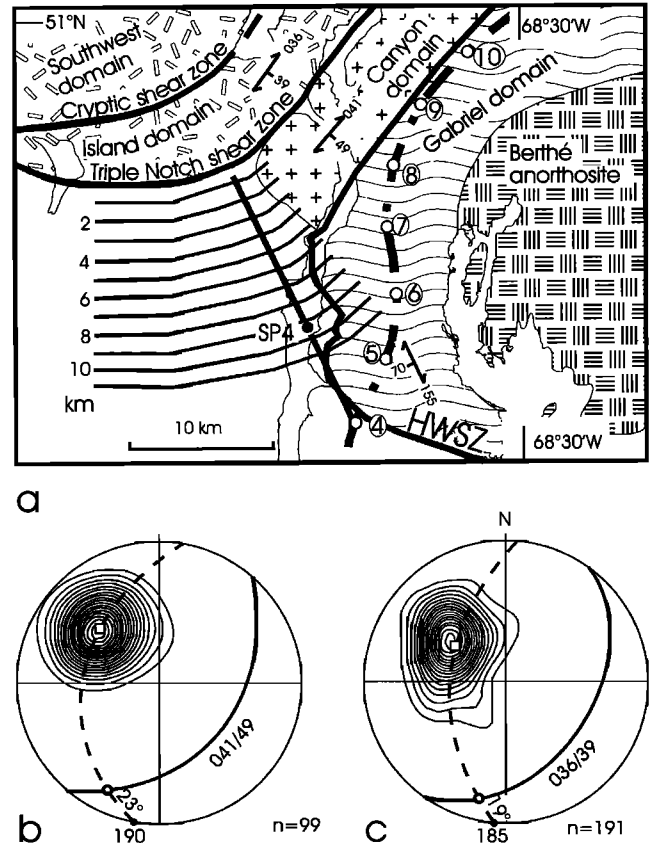 51°N
68°30'W
Southwest
domain
Cryptic shear zone
Island domain
Triple Notch shear zone
036
39
041
49
Canyon
domain
Gabriel domain
Berthé
anorthosite
10
9
8
7
6
5
4
2
4
6
8
10
km
SP4
70
155
10 km
HWSZ
68°30'W
a
N
041/49
036/39
23°
19°
b
190
n=99
c
185
n=191